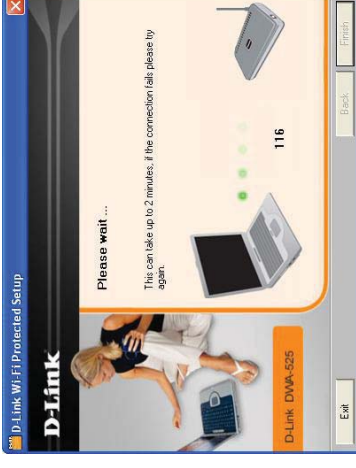 D-Link Wi-Fi Protected Setup
D-Link
Please wait ...
This can take up to 2 minutes, if the connection fails please try
again.
116
D-Link DWA-525
Exit
Back
Finish